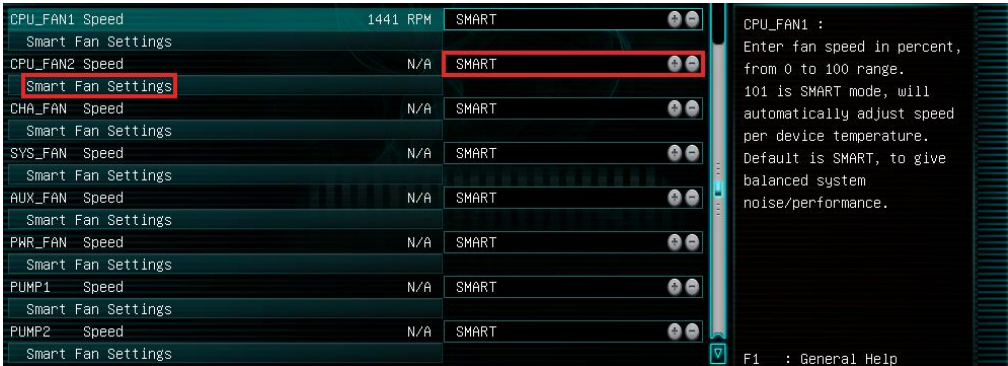 CPU_FAN1 Speed 1441 RPM SMART
Smart Fan Settings
CPU_FAN2 Speed N/A SMART
Smart Fan Settings
CHA_FAN Speed N/A SMART
Smart Fan Settings
SYS_FAN Speed N/A SMART
Smart Fan Settings
AUX_FAN Speed N/A SMART
Smart Fan Settings
PWR_FAN Speed N/A SMART
Smart Fan Settings
PUMP1 Speed N/A SMART
Smart Fan Settings
PUMP2 Speed N/A SMART
Smart Fan Settings
CPU_FAN1 :
Enter fan speed in percent,
from 0 to 100 range.
101 is SMART mode, will
automatically adjust speed
per device temperature.
Default is SMART, to give
balanced system
noise/performance.
F1 : General Help